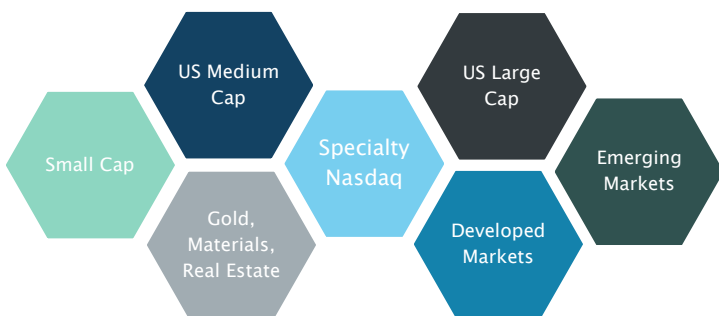 US Medium
Cap
US Large
Cap
Small Cap
Specialty
Nasdaq
Emerging
Markets
Gold,
Materials,
Real Estate
Developed
Markets